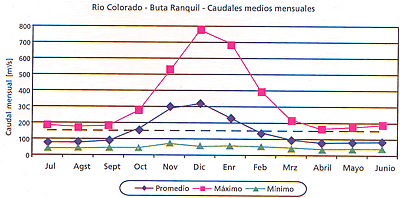 Rio Colorado - Buta Ranquil - Caudales medios mensuales
Caudal mensual [m/s]
800
700
600
500
400
300
200
100
0
Jul Agst Sept Oct Nov Dic Enr Feb Mrz Abril Mayo Junio
Promedio Máximo Mínimo